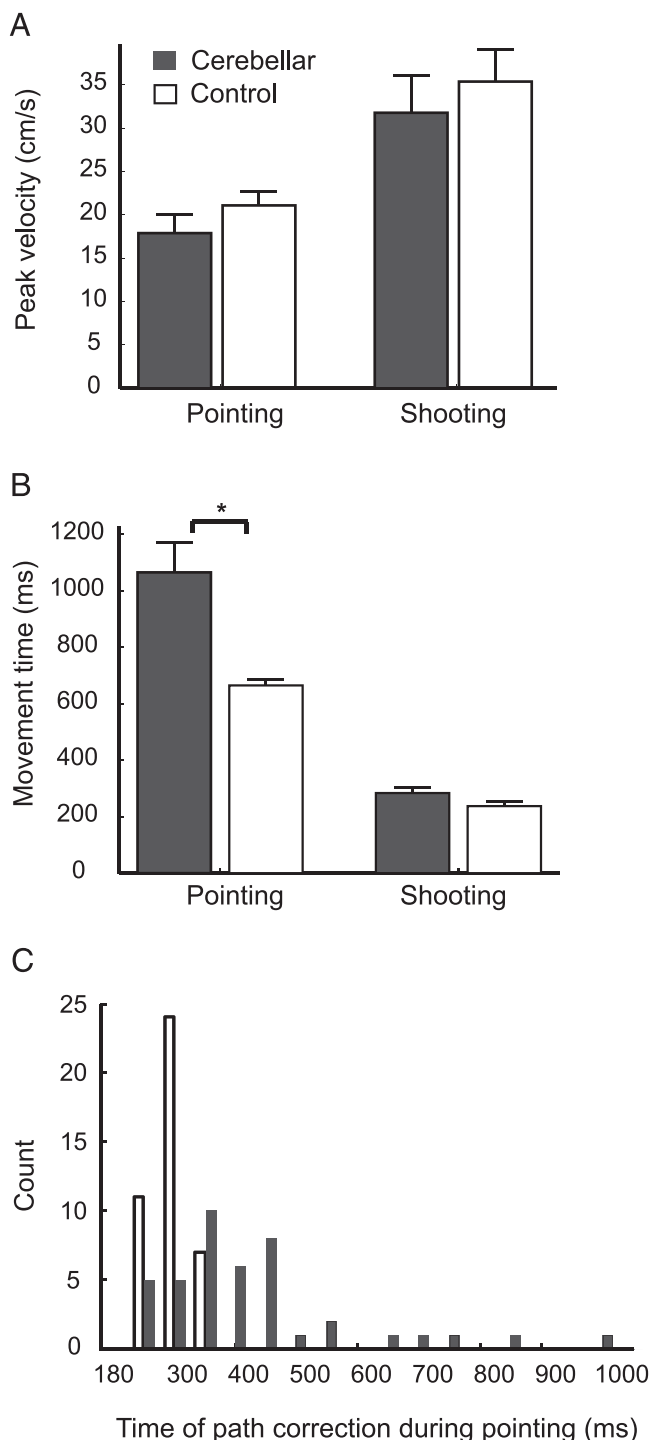 A
Peak velocity (cm/s)
35
30
25
20
15
10
5
0
Cerebellar
Control
Pointing Shooting
B
Movement time (ms)
1200
1000
800
600
400
200
0
*
Pointing Shooting
C
Count
25
20
15
10
5
0
180 300 400 500 600 700 800 900 1000
Time of path correction during pointing (ms)